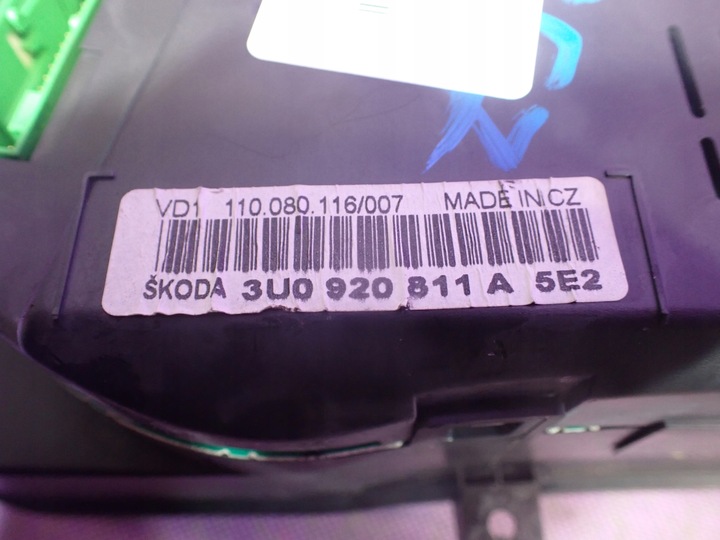 VD1 110.080.116/007 MADE IN CZ
ŠKODA 3U0 920 811 A 5E2